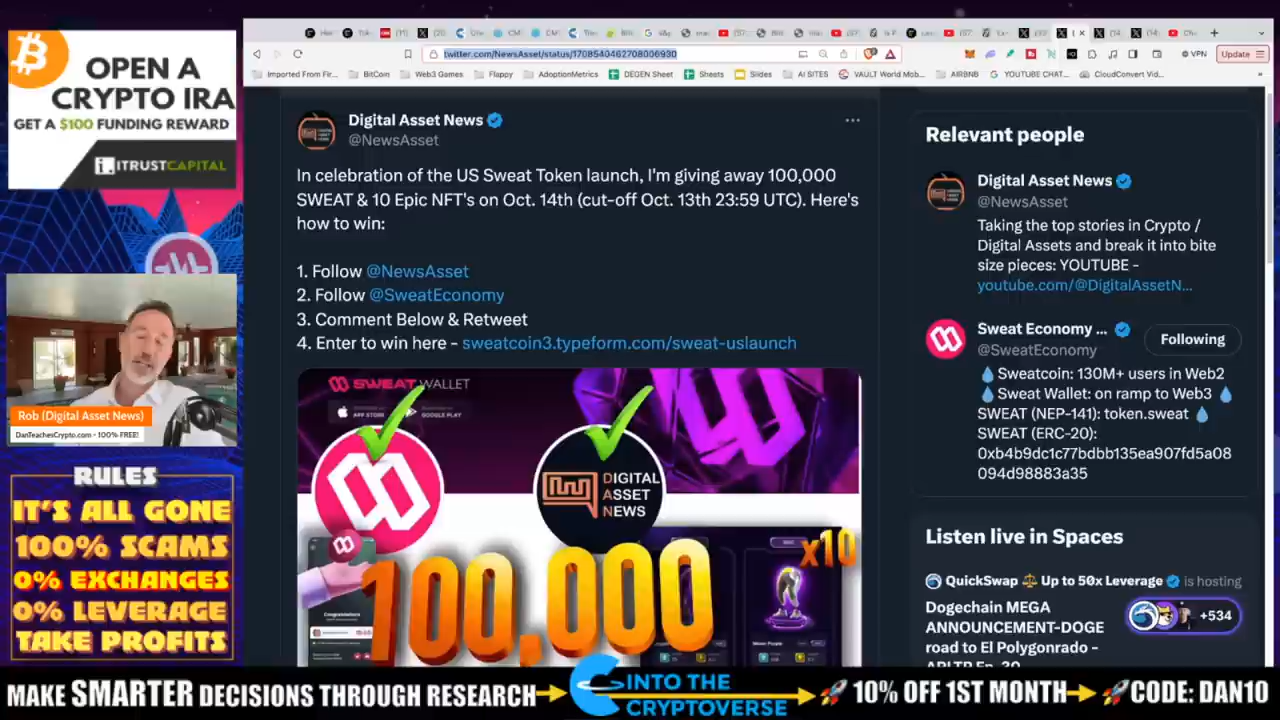 OPEN A
CRYPTO IRA
GET A $100 FUNDING REWARD
ITRUSTCAPITAL
Rob (Digital Asset News)
DanTeachesCrypto.com - 100% FREE!
RULES
IT'S ALL GONE
100% SCAMS
0% EXCHANGES
0% LEVERAGE
TAKE PROFITS
twitter.com/NewsAsset/status/1708540462708006930
VPN
Update
Imported From Fir...
BitCoin
Web3 Games
Flappy
AdoptionMetrics
DEGEN Sheet
Sheets
Slides
AI SITES
VAULT World Mob...
AIRBNB
YOUTUBE CHAT...
CloudConvert Vid...
Digital Asset News
@NewsAsset
In celebration of the US Sweat Token launch, I'm giving away 100,000
SWEAT & 10 Epic NFT's on Oct. 14th (cut-off Oct. 13th 23:59 UTC). Here's
how to win:
1. Follow @NewsAsset
2. Follow @SweatEconomy
3. Comment Below & Retweet
4. Enter to win here - sweatcoin3.typeform.com/sweat-uslaunch
SWEAT WALLET
APP STORE
GOOGLE PLAY
DIGITAL
ASSET
NEWS
x10
100,000
Relevant people
Digital Asset News
@NewsAsset
Taking the top stories in Crypto /
Digital Assets and break it into bite
size pieces: YOUTUBE -
youtube.com/@DigitalAssetN...
Sweat Economy ...
Following
@SweatEconomy
Sweatcoin: 130M+ users in Web2
Sweat Wallet: on ramp to Web3
SWEAT (NEP-141): token.sweat
SWEAT (ERC-20):
0xb4b9dc1c77bdbb135ea907fd5a08
094d98883a35
Listen live in Spaces
QuickSwap Up to 50x Leverage is hosting
Dogechain MEGA
ANNOUNCEMENT-DOGE
road to El Polygonrado -
+534
MAKE SMARTER DECISIONS THROUGH RESEARCH
INTO THE
CRYPTOVERSE
10% OFF 1ST MONTH
CODE: DAN10